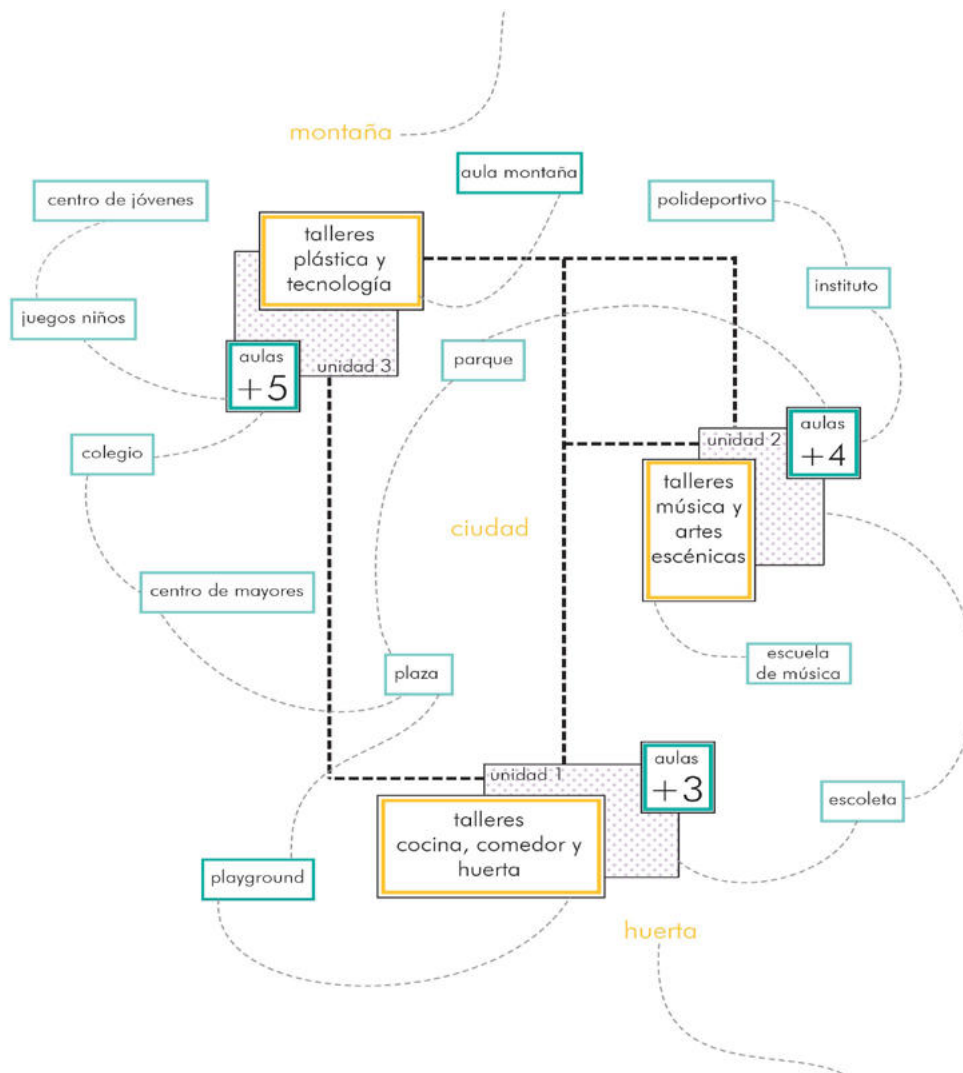 montaña
aula montaña
centro de jóvenes
polideportivo
talleres
plástica y
tecnología
instituto
juegos niños
parque
unidad 3
aulas
+5
colegio
unidad 2
aulas
+4
talleres
música y
artes
escénicas
ciudad
centro de mayores
escuela
de música
plaza
unidad 1
aulas
+3
escoleta
talleres
cocina, comedor y
huerta
playground
huerta